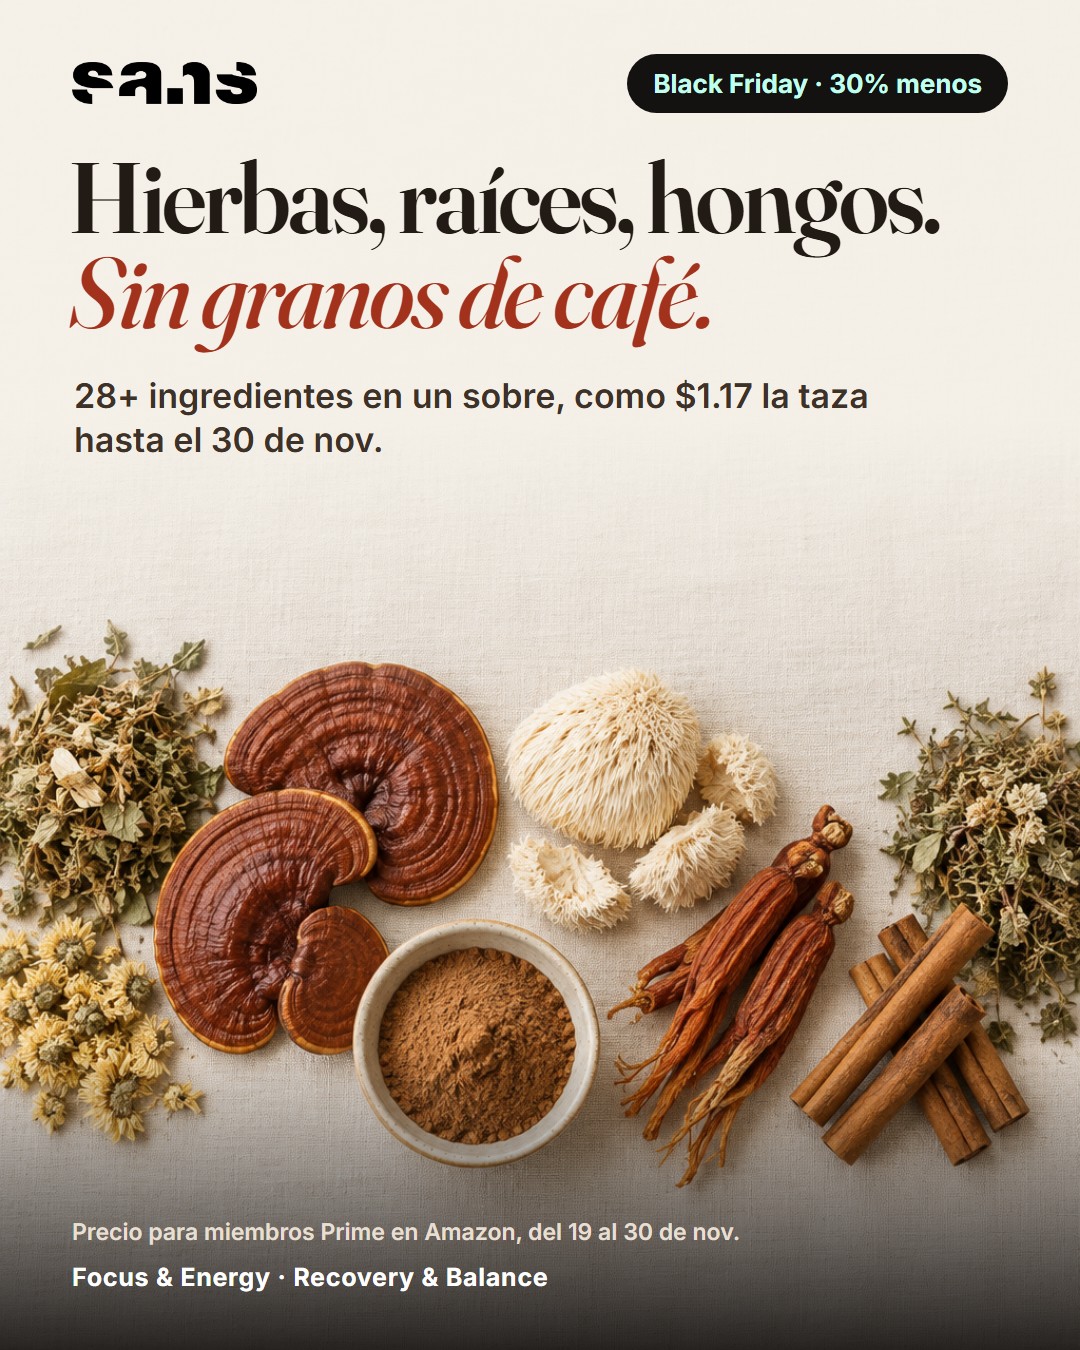 sans
Black Friday · 30% menos
Hierbas, raíces, hongos.
Sin granos de café.
28+ ingredientes en un sobre, como $1.17 la taza
hasta el 30 de nov.
Precio para miembros Prime en Amazon, del 19 al 30 de nov.
Focus & Energy · Recovery & Balance